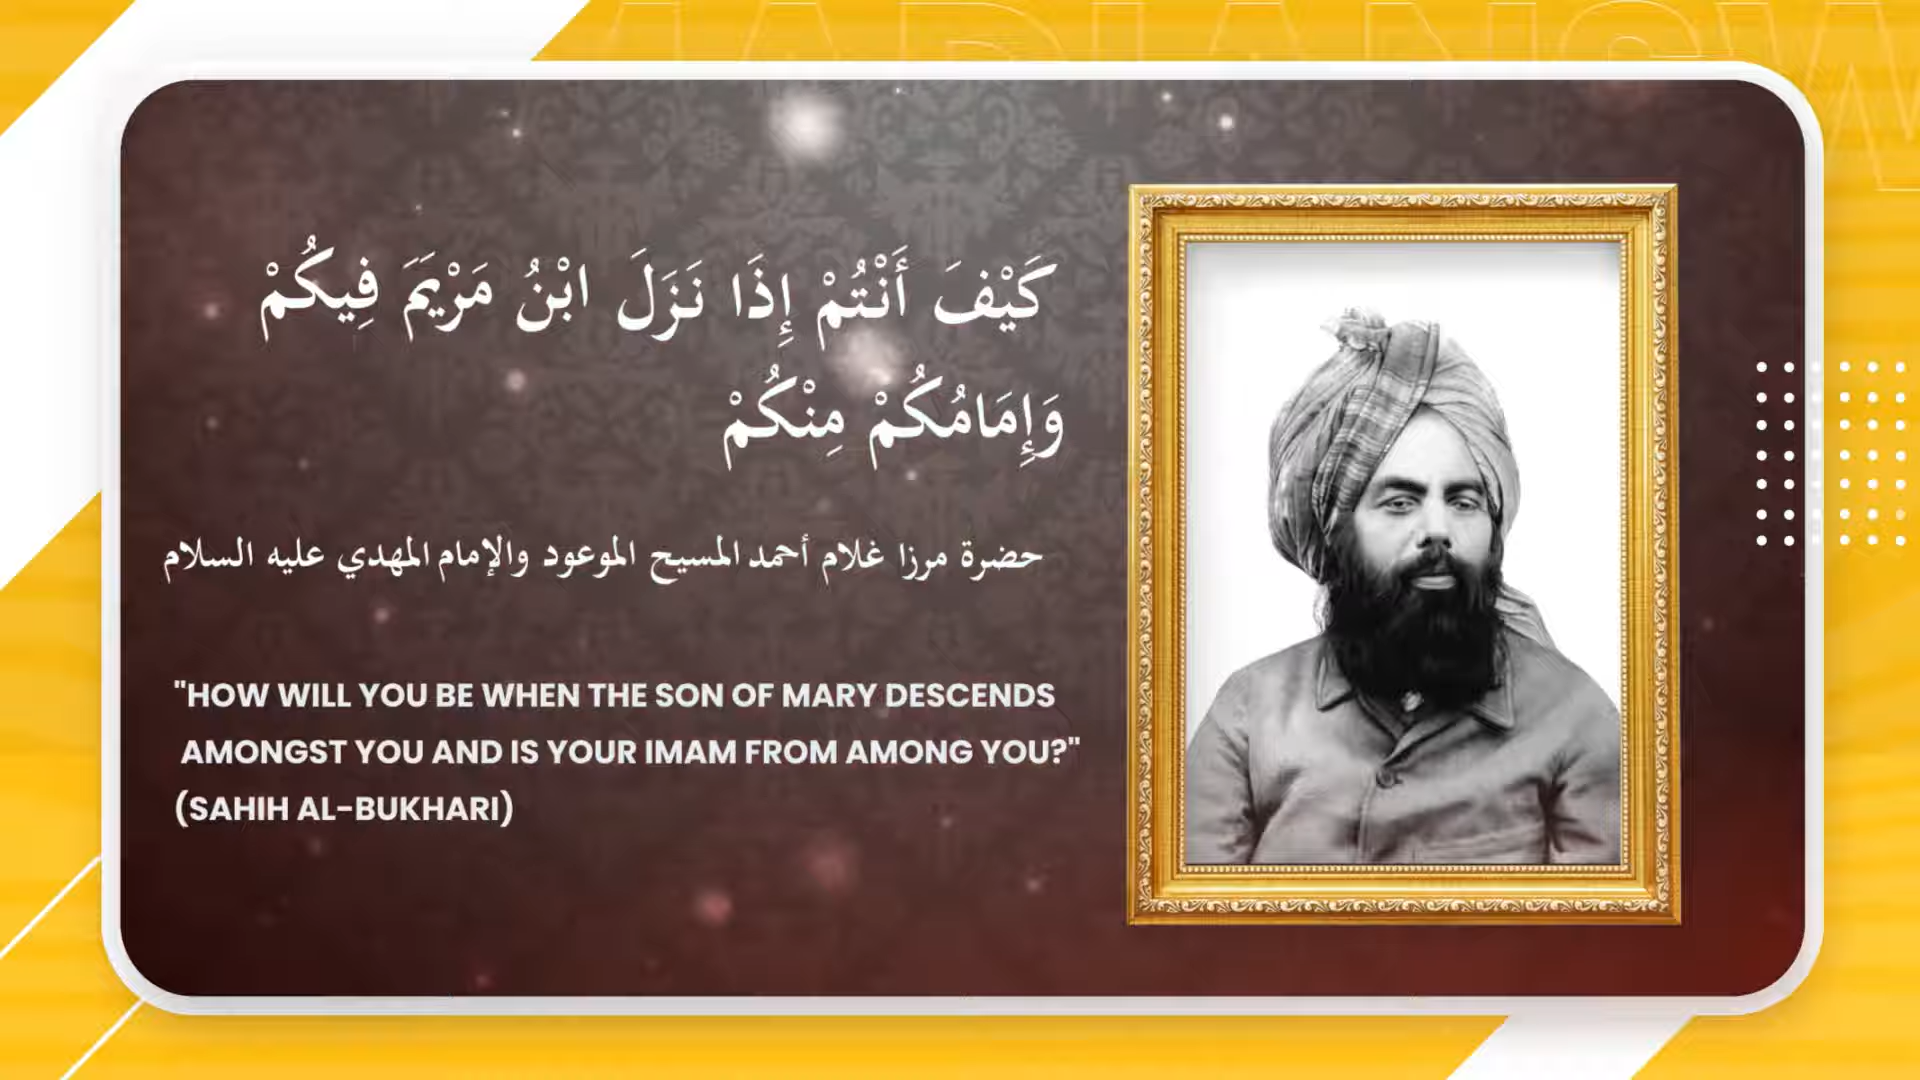 كَيْفَ أَنْتُمْ إِذَا نَزَلَ ابْنُ مَرْيَمَ فِيكُمْ
وَإِمَامُكُمْ مِنْكُمْ
حضرة مرزا غلام أحمد المسيح الموعود والإمام المهدي عليه السلام
"HOW WILL YOU BE WHEN THE SON OF MARY DESCENDS
AMONGST YOU AND IS YOUR IMAM FROM AMONG YOU?"
(SAHIH AL-BUKHARI)